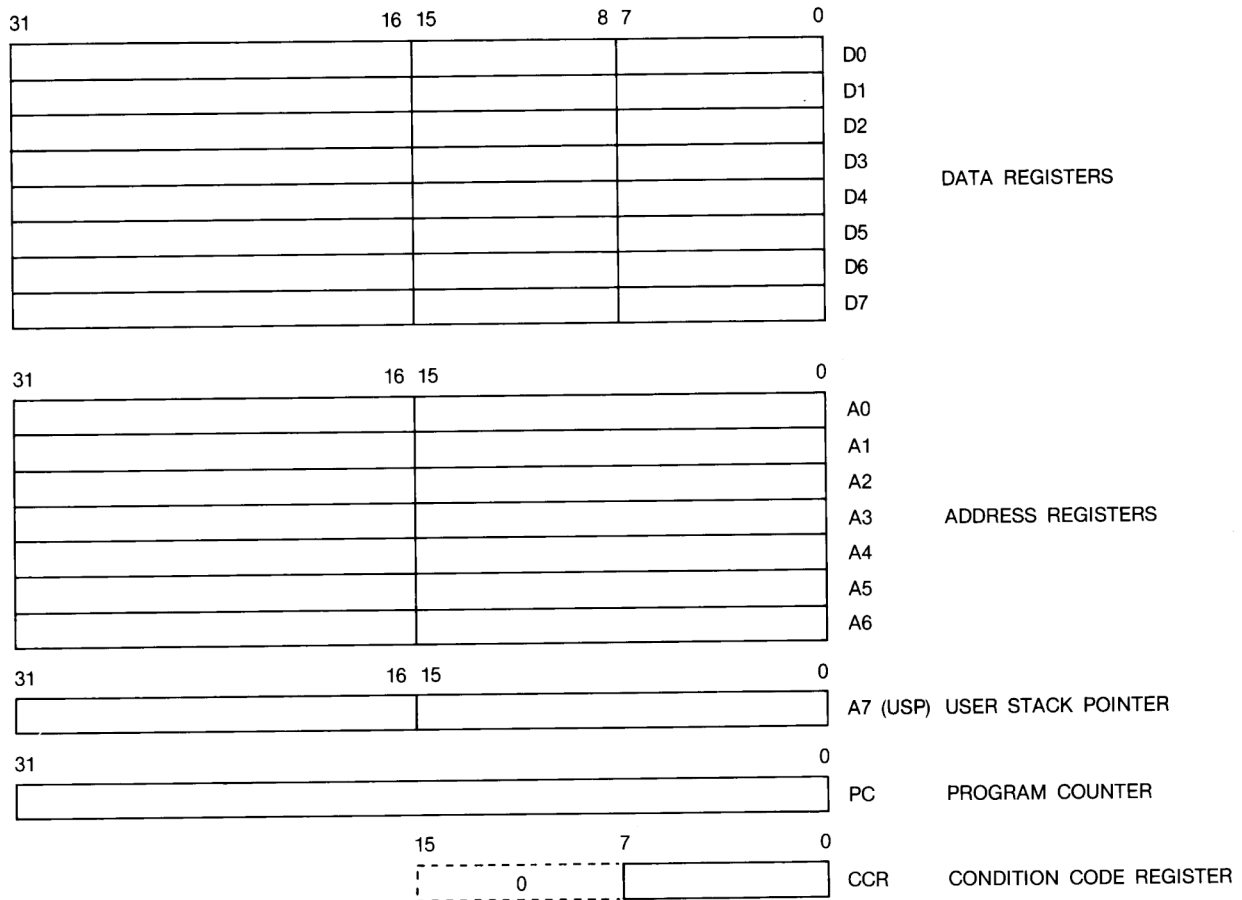 31 16 15 8 7 0
D0
D1
D2
D3 DATA REGISTERS
D4
D5
D6
D7
31 16 15 0
A0
A1
A2
A3 ADDRESS REGISTERS
A4
A5
A6
31 16 15 0
A7 (USP) USER STACK POINTER
31 0
PC PROGRAM COUNTER
15 7 0
0 CCR CONDITION CODE REGISTER